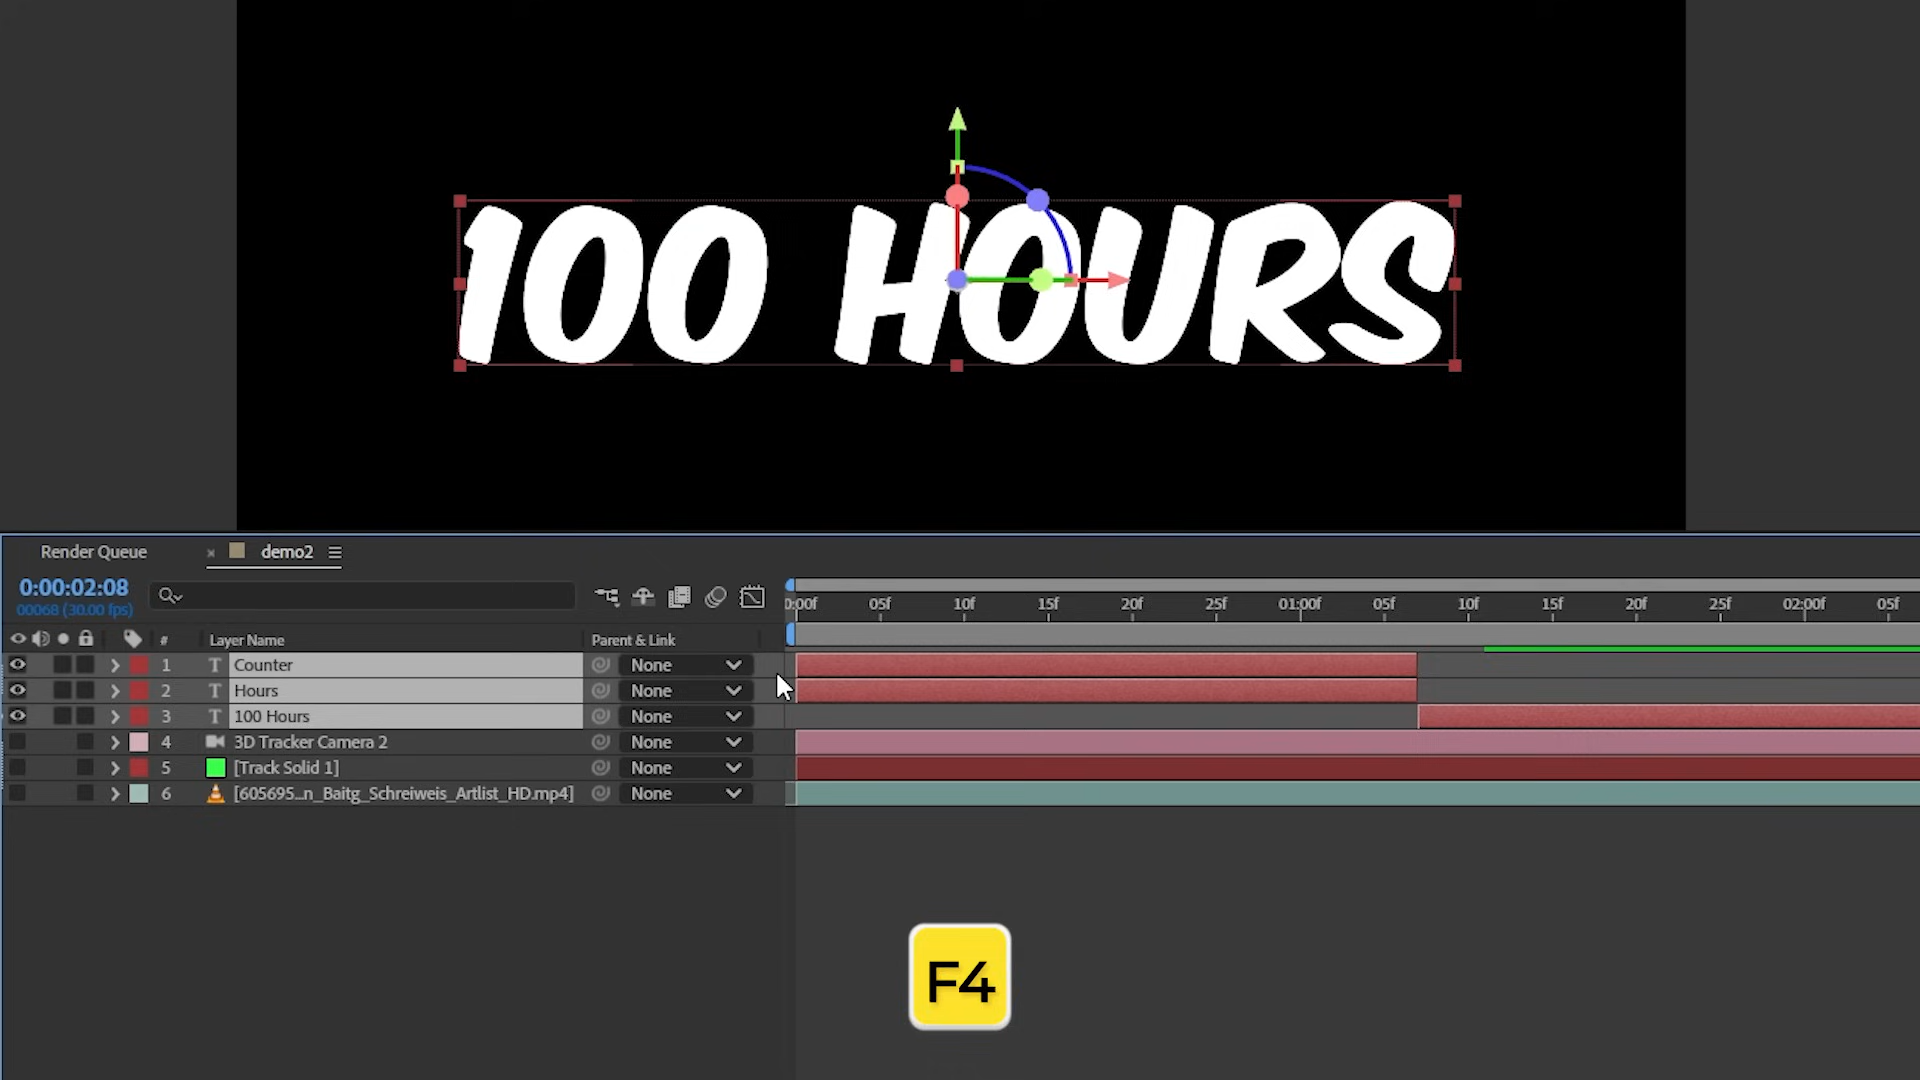 100 HOURS
Render Queue
× demo2
0:00:02:08
00068 (30.00 fps)
0:00f 05f 10f 15f 20f 25f 01:00f 05f 10f 15f 20f 25f 02:00f 05f
# Layer Name Parent & Link
1 T Counter None
2 T Hours None
3 T 100 Hours None
4 3D Tracker Camera 2 None
5 [Track Solid 1] None
6 [605695...n_Baitg_Schreiweis_Artlist_HD.mp4] None
F4